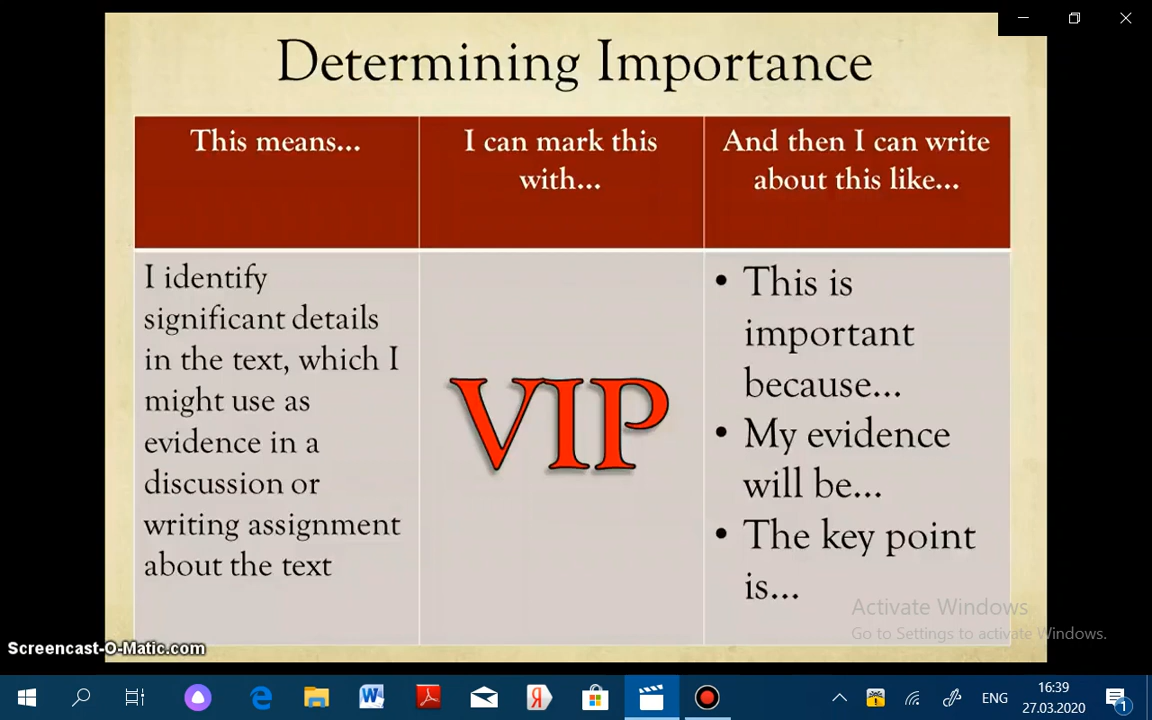 Determining Importance
This means...
I can mark this
with...
And then I can write
about this like...
I identify
significant details
in the text, which I
might use as
evidence in a
discussion or
writing assignment
about the text
VIP
• This is
important
because...
• My evidence
will be...
• The key point
is...
Activate Windows
Go to Settings to activate Windows.
Screencast-O-Matic.com
ENG
16:39
27.03.2020
1